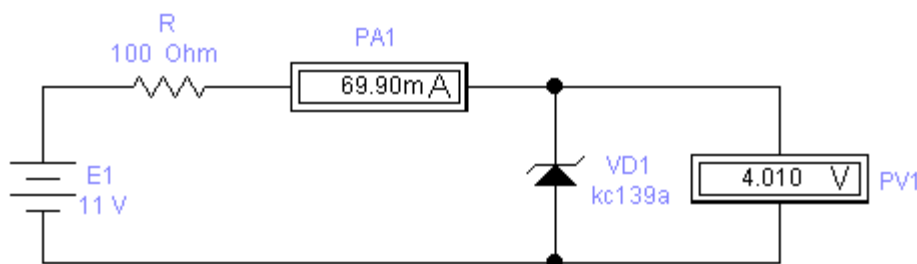 R
100 Ohm
PA1
69.90m A
E1
11 V
VD1
kc139a
4.010 V
PV1